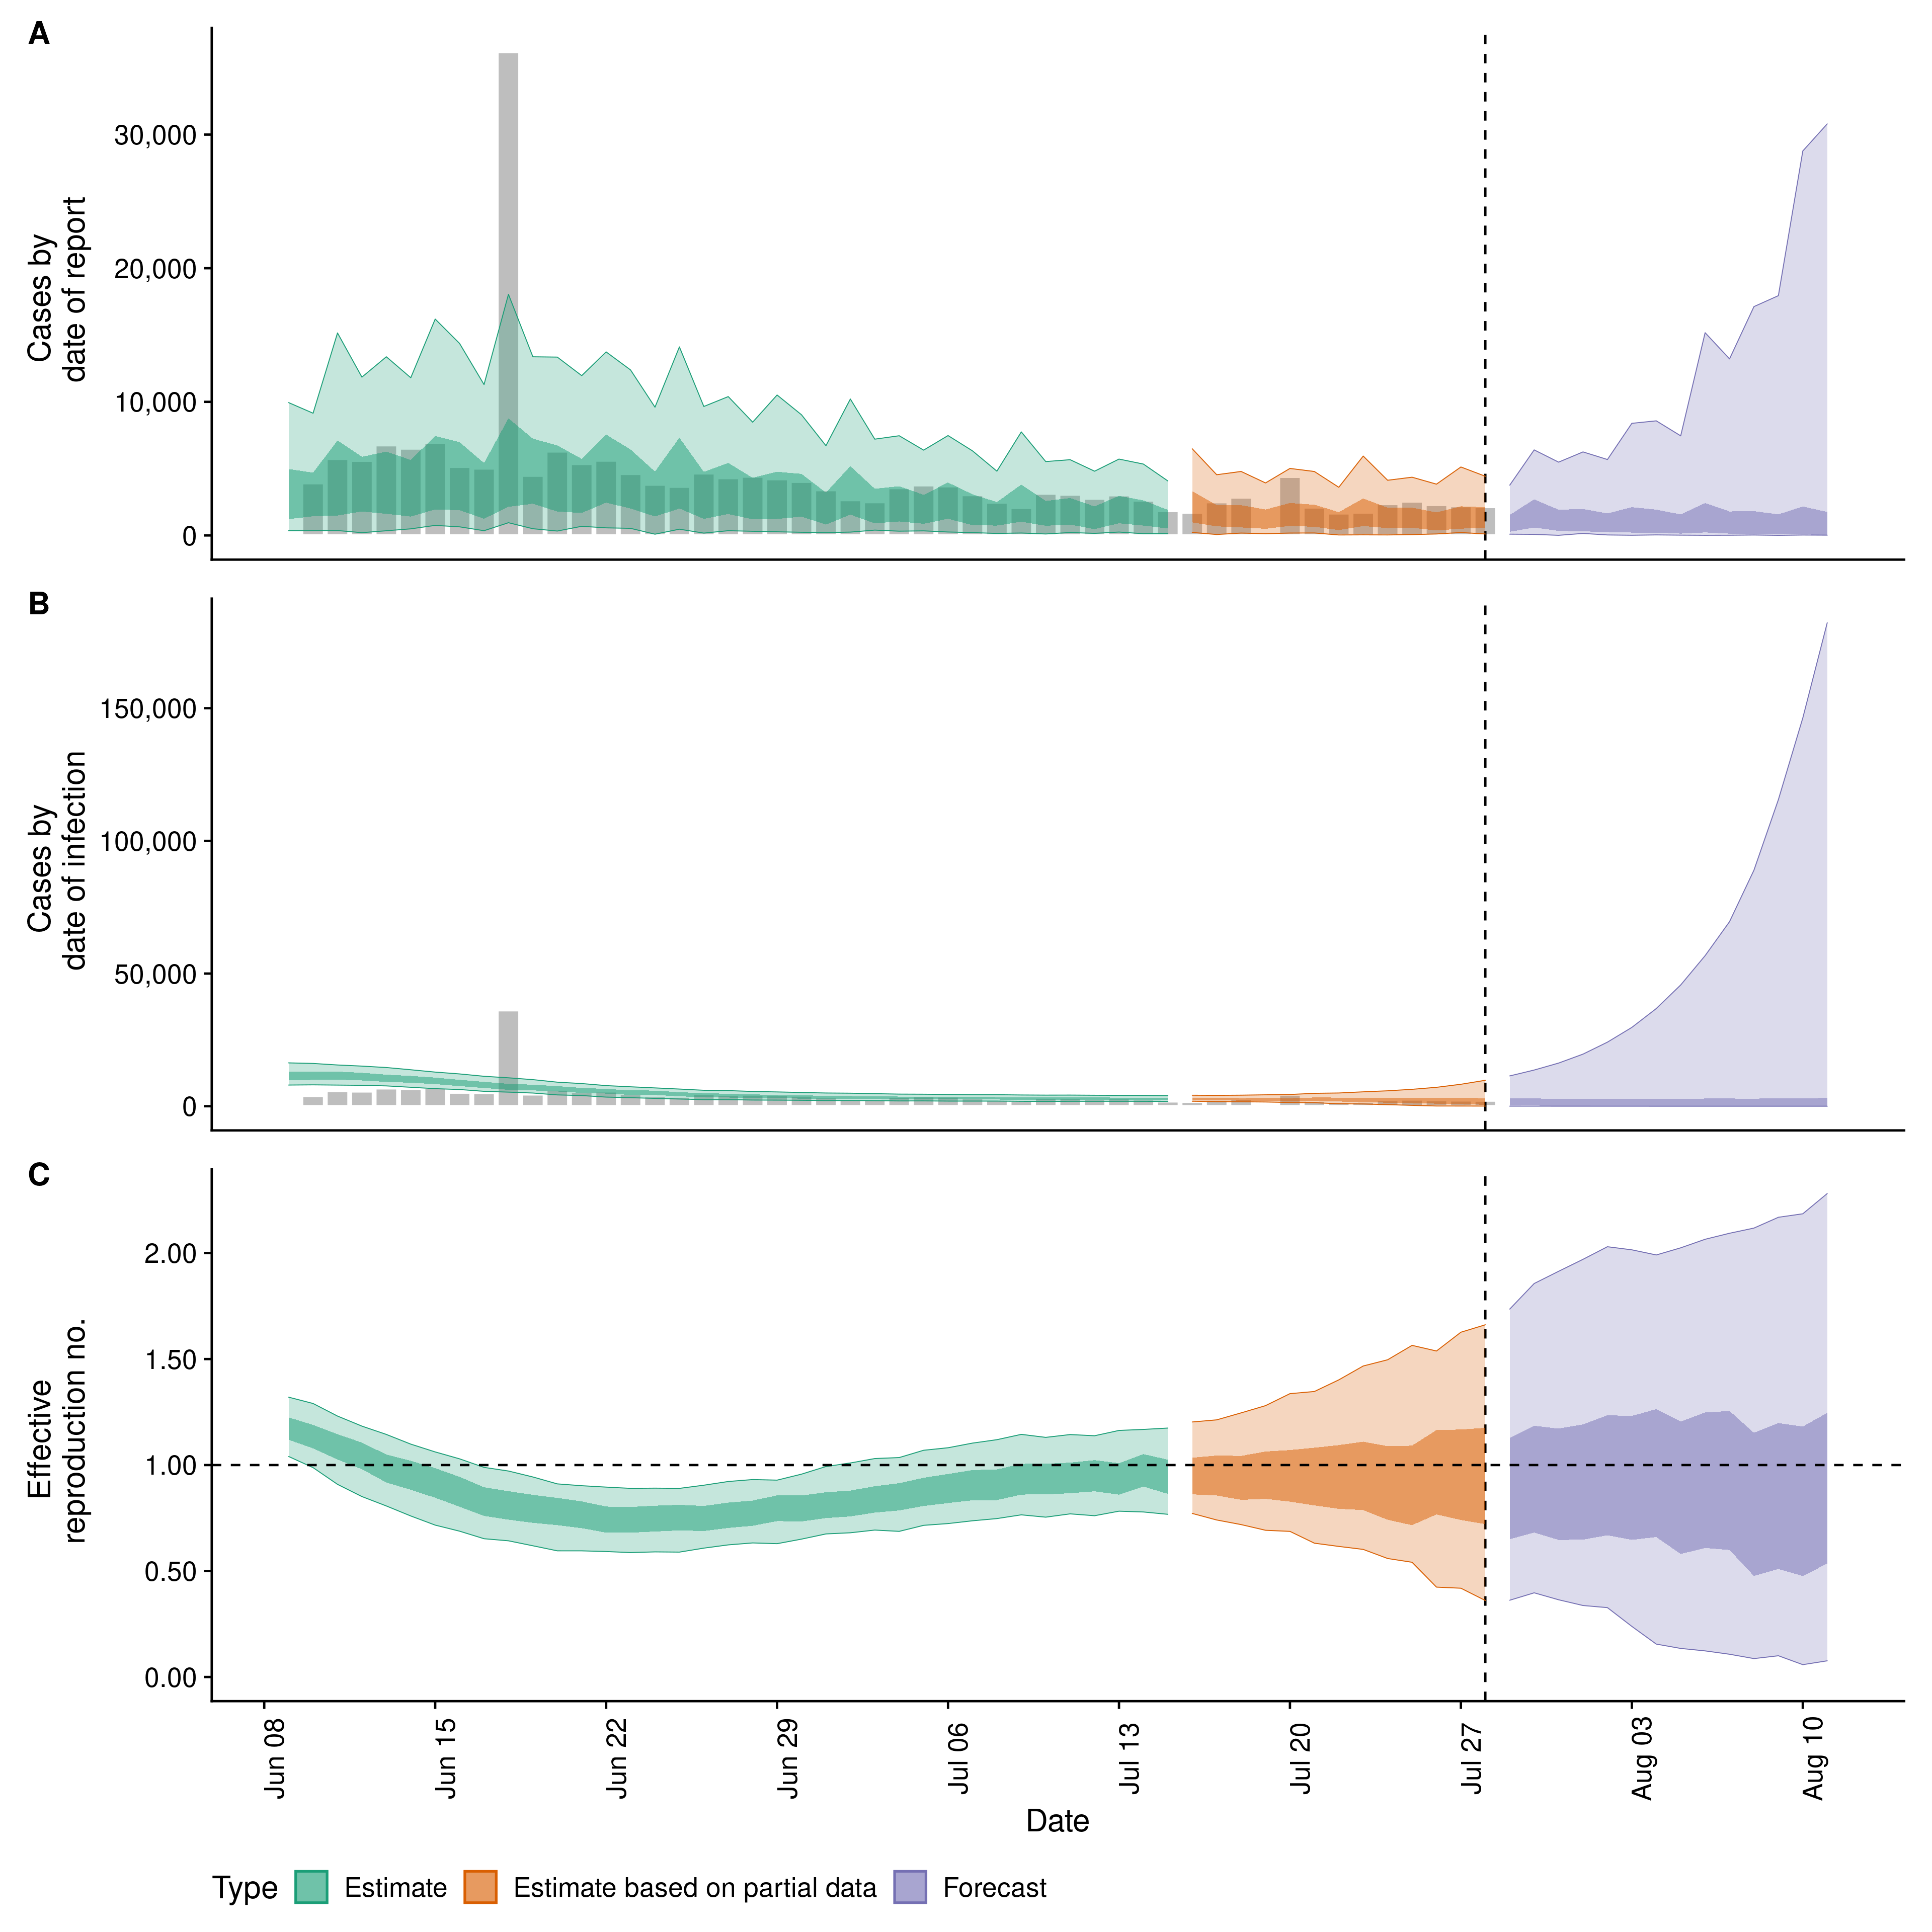 A
Cases by
date of report
30,000
20,000
10,000
0
B
Cases by
date of infection
150,000
100,000
50,000
0
C
Effective
reproduction no.
2.00
1.50
1.00
0.50
0.00
Jun 08
Jun 15
Jun 22
Jun 29
Jul 06
Jul 13
Jul 20
Jul 27
Aug 03
Aug 10
Date
Type
Estimate
Estimate based on partial data
Forecast